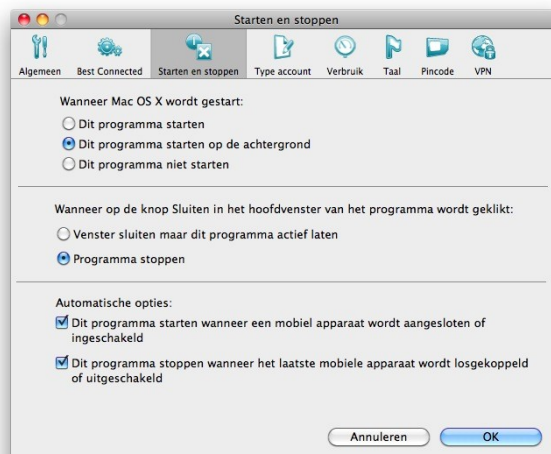 Starten en stoppen
Algemeen Best Connected Starten en stoppen Type account Verbruik Taal Pincode VPN
Wanneer Mac OS X wordt gestart:
Dit programma starten
Dit programma starten op de achtergrond
Dit programma niet starten
Wanneer op de knop Sluiten in het hoofdvenster van het programma wordt geklikt:
Venster sluiten maar dit programma actief laten
Programma stoppen
Automatische opties:
Dit programma starten wanneer een mobiel apparaat wordt aangesloten of
ingeschakeld
Dit programma stoppen wanneer het laatste mobiele apparaat wordt losgekoppeld
of uitgeschakeld
Annuleren OK